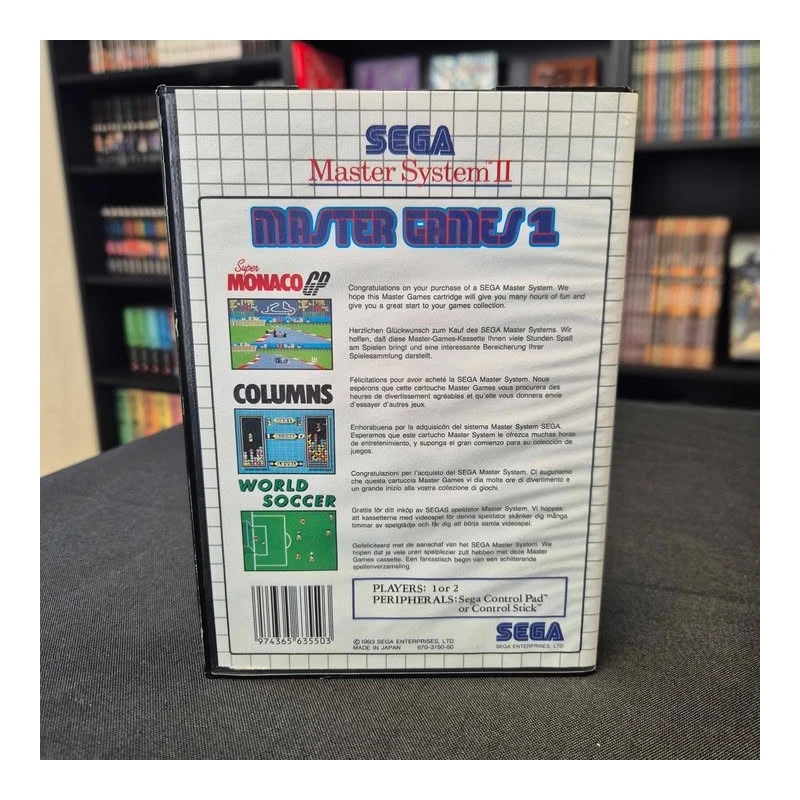 SEGA
Master System™ II
MASTER GAMES 1
Super
MONACO GP
Congratulations on your purchase of a SEGA Master System. We
hope this Master Games cartridge will give you many hours of fun and
give you a great start to your games collection.
Herzlichen Glückwunsch zum Kauf des SEGA Master Systems. Wir
hoffen, daß diese Master-Games-Kassette Ihnen viele Stunden Spaß
am Spielen bringt und eine interessante Bereicherung Ihrer
Spielesammlung darstellt.
COLUMNS
Félicitations pour avoir acheté la SEGA Master System. Nous
espérons que cette cartouche Master Games vous procurera des
heures de divertissement agréables et qu'elle vous donnera envie
d'essayer d'autres jeux.
Enhorabuena por la adquisición del sistema Master System SEGA.
Esperamos que este cartucho Master System le ofrezca muchas horas
de entretenimiento, y suponga el gran comienzo para su colección de
juegos.
WORLD
SOCCER
Congratulazioni per l'acquisto del SEGA Master System. Ci auguriamo
che questa cartuccia Master Games vi dia molte ore di divertimento e
un grande inizio alla vostra collezione di giochi.
Grattis för ditt inköp av SEGAS speldator Master System. Vi hoppas
att kassetterna med videospel för denna speldator skänker dig många
timmar av spelglädje och får dig att börja samla videospel.
Gefeliciteerd met de aanschaf van het SEGA Master System. We
hopen dat je vele uren spelplezier zult hebben met deze Master
Games cassette. Een fantastisch begin van een schitterende
spellenverzameling.
PLAYERS: 1 or 2
PERIPHERALS: Sega Control Pad™
or Control Stick™
974365 635503
©1993 SEGA ENTERPRISES, LTD.
MADE IN JAPAN 670-3150-50
SEGA
SEGA ENTERPRISES, LTD.